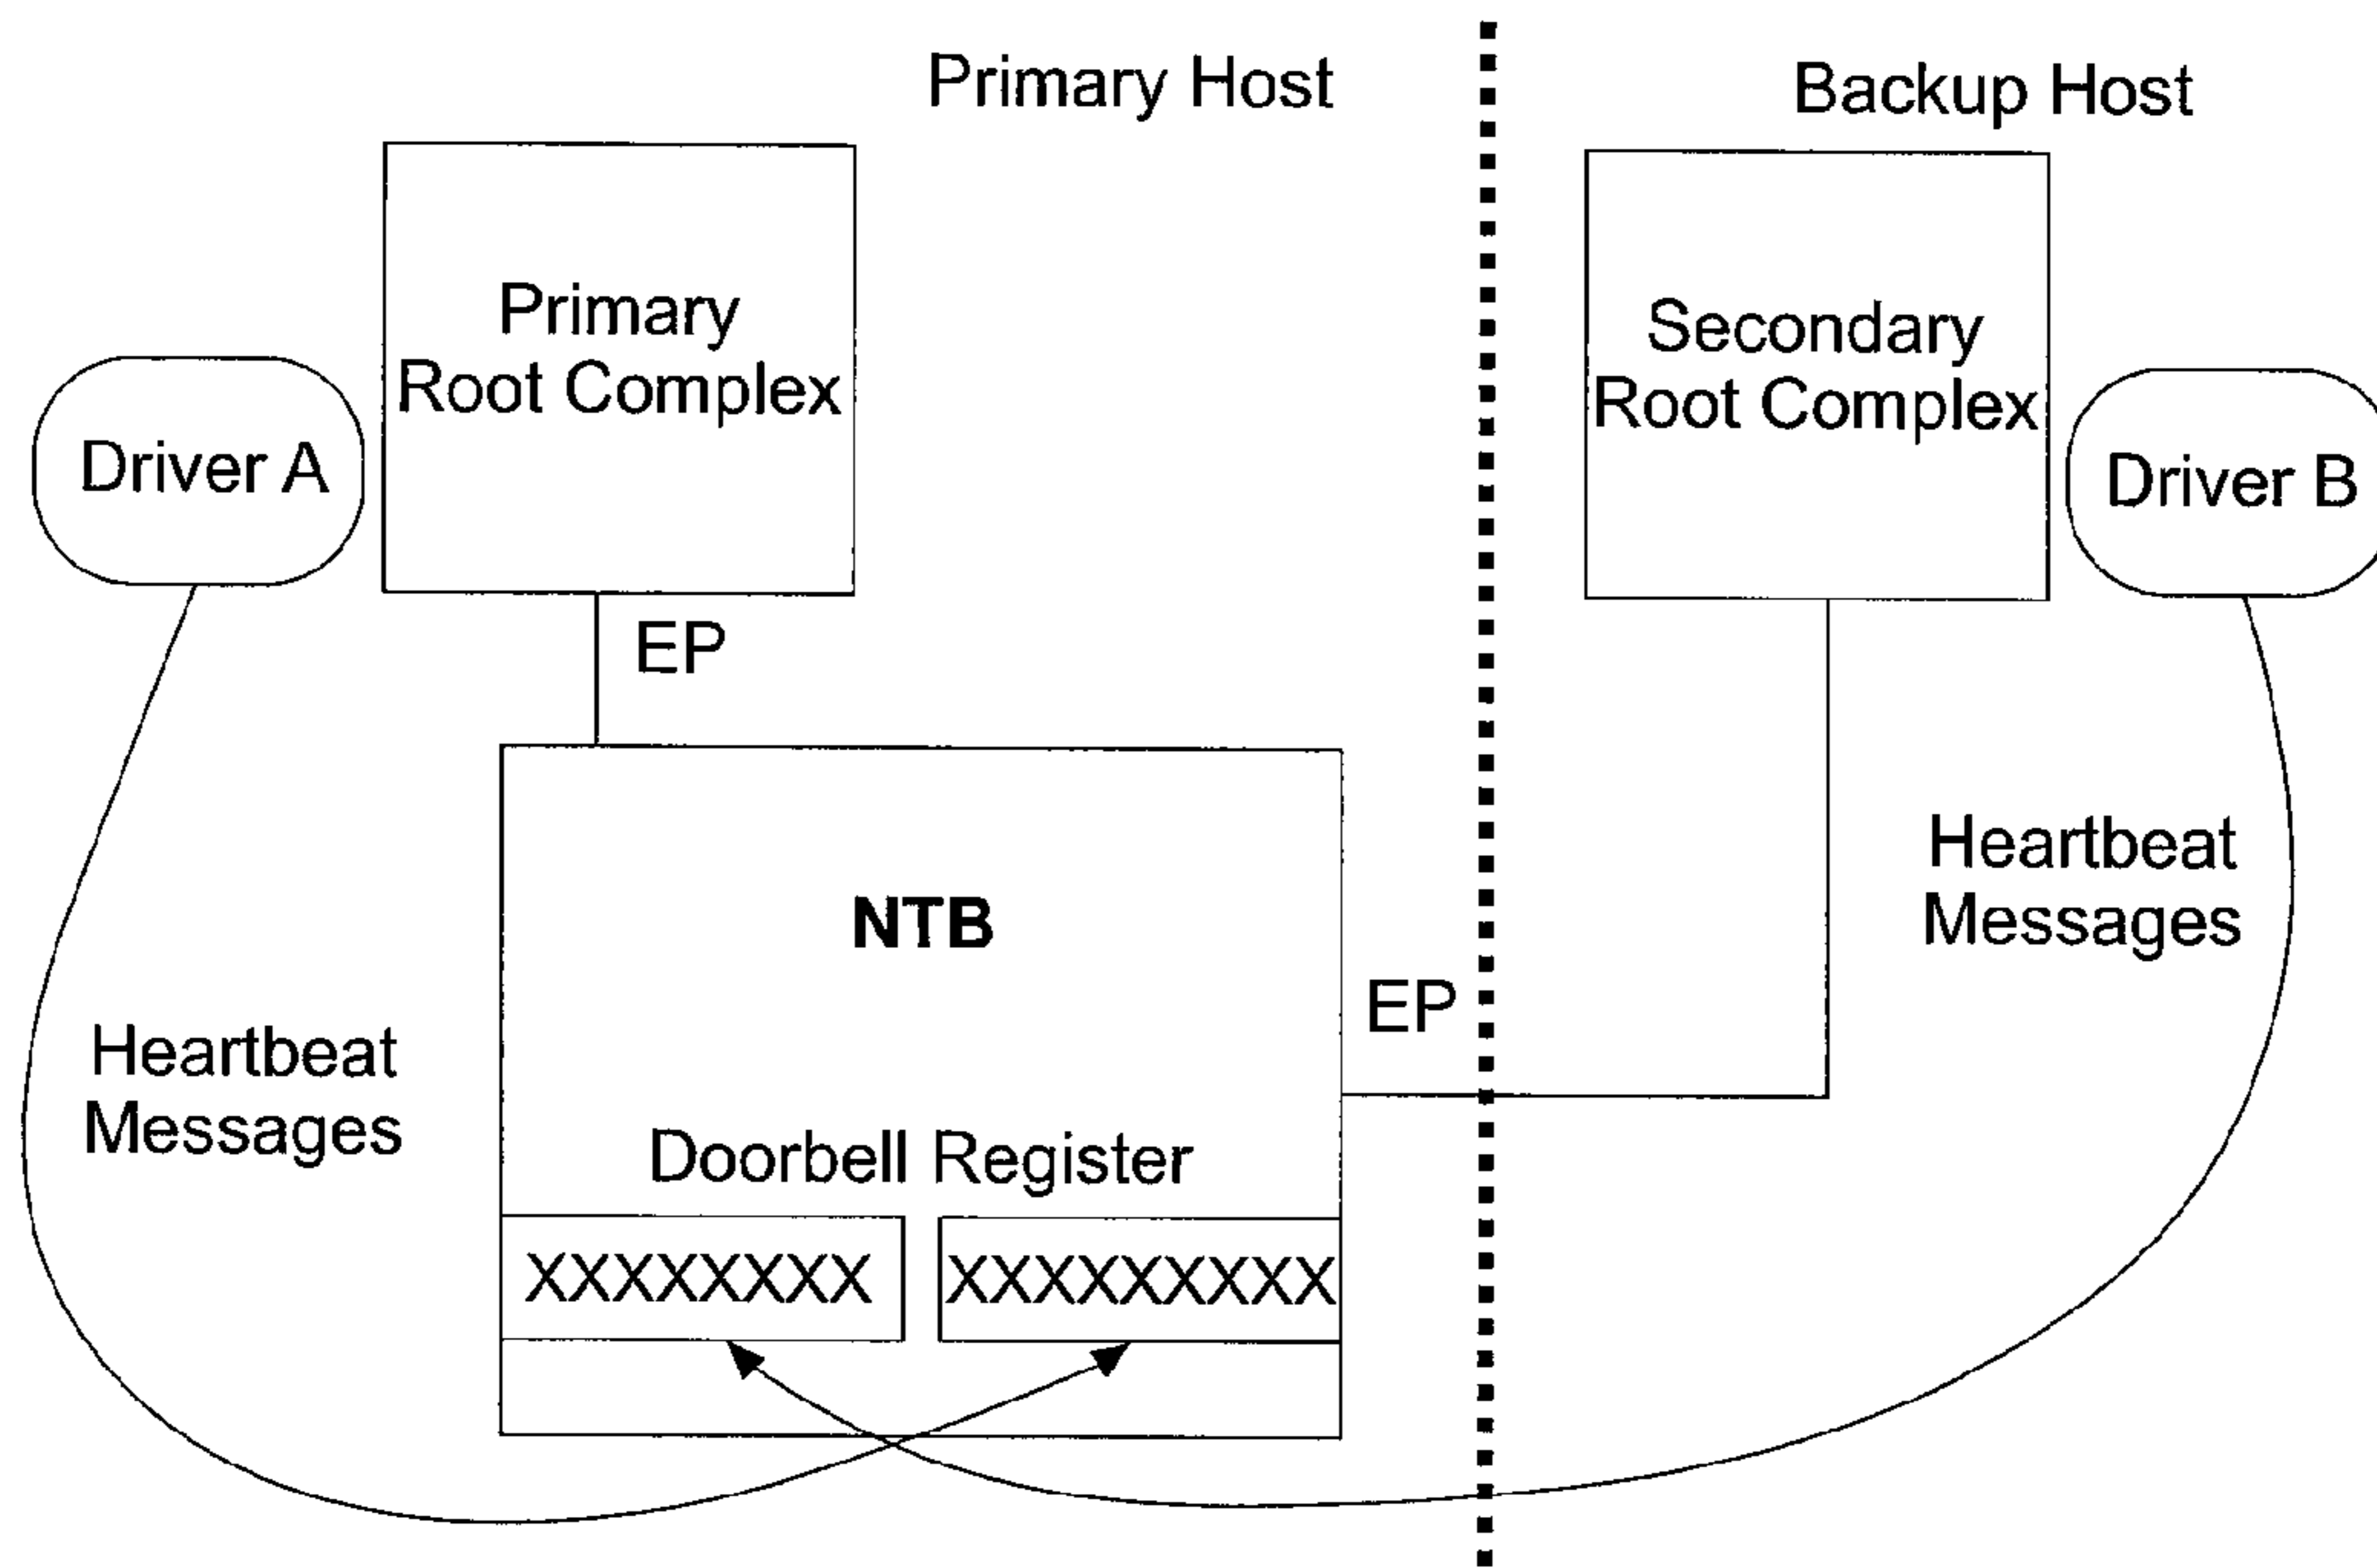 Primary Host
Backup Host
Primary
Root Complex
Secondary
Root Complex
Driver A
Driver B
EP
NTB
Heartbeat
Messages
EP
Heartbeat
Messages
Doorbell Register
XXXXXXXX
XXXXXXXXX